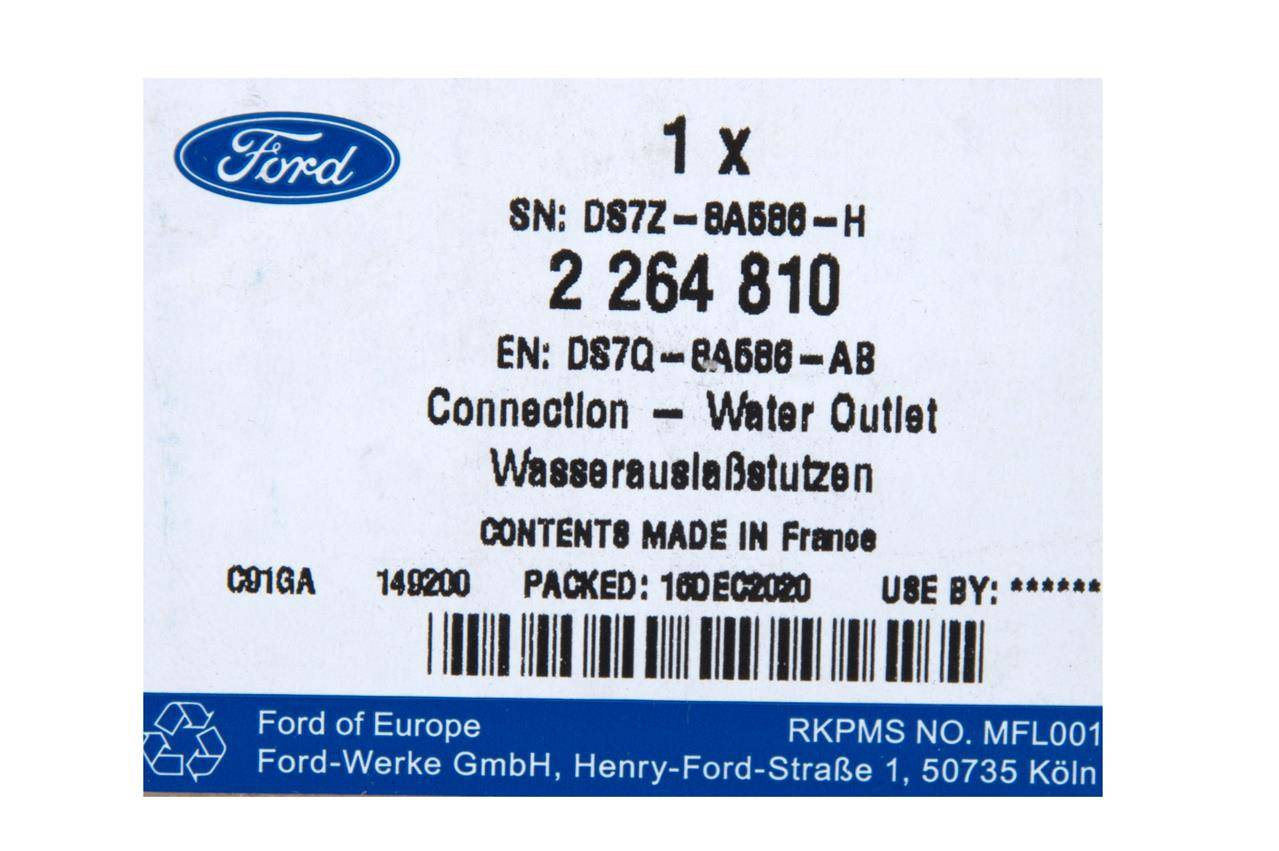 Ford
1 x
SN: DS7Z-8A586-H
2 264 810
EN: DS7Q-8A586-AB
Connection - Water Outlet
Wasserauslaßstutzen
CONTENTS MADE IN France
C91GA 149200 PACKED: 16DEC2020 USE BY: ******
Ford of Europe RKPMS NO. MFL001
Ford-Werke GmbH, Henry-Ford-Straße 1, 50735 Köln